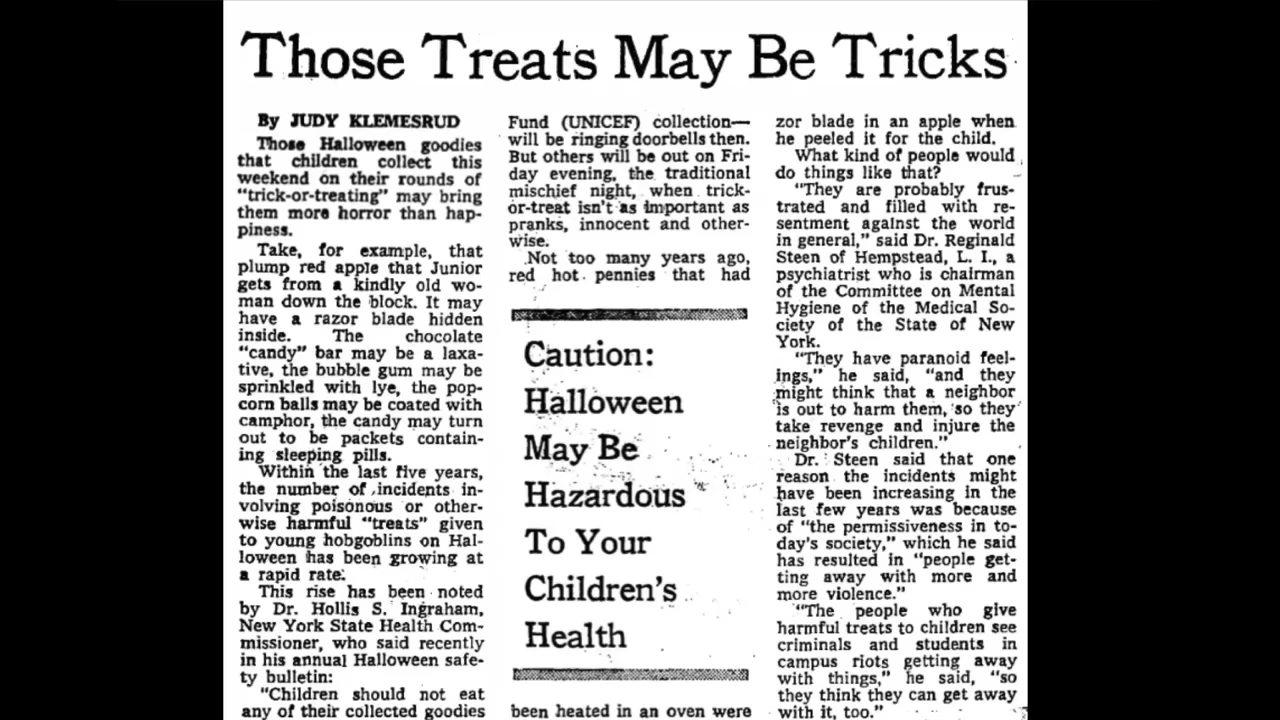 Those Treats May Be Tricks
By JUDY KLEMESRUD
Those Halloween goodies
that children collect this
weekend on their rounds of
"trick-or-treating" may bring
them more horror than hap-
piness.
Take, for example, that
plump red apple that Junior
gets from a kindly old wo-
man down the block. It may
have a razor blade hidden
inside. The chocolate
"candy" bar may be a laxa-
tive, the bubble gum may be
sprinkled with lye, the pop-
corn balls may be coated with
camphor, the candy may turn
out to be packets contain-
ing sleeping pills.
Within the last five years,
the number of incidents in-
volving poisonous or other-
wise harmful "treats" given
to young hobgoblins on Hal-
loween has been growing at
a rapid rate.
This rise has been noted
by Dr. Hollis S. Ingraham,
New York State Health Com-
missioner, who said recently
in his annual Halloween safe-
ty bulletin:
"Children should not eat
any of their collected goodies
Fund (UNICEF) collection—
will be ringing doorbells then.
But others will be out on Fri-
day evening, the traditional
mischief night, when trick-
or-treat isn't as important as
pranks, innocent and other-
wise.
Not too many years ago,
red hot pennies that had
Caution:
Halloween
May Be
Hazardous
To Your
Children's
Health
been heated in an oven were
zor blade in an apple when
he peeled it for the child.
What kind of people would
do things like that?
"They are probably frus-
trated and filled with re-
sentment against the world
in general," said Dr. Reginald
Steen of Hempstead, L. I., a
psychiatrist who is chairman
of the Committee on Mental
Hygiene of the Medical So-
ciety of the State of New
York.
"They have paranoid feel-
ings," he said, "and they
might think that a neighbor
is out to harm them, so they
take revenge and injure the
neighbor's children."
Dr. Steen said that one
reason the incidents might
have been increasing in the
last few years was because
of "the permissiveness in to-
day's society," which he said
has resulted in "people get-
ting away with more and
more violence."
"The people who give
harmful treats to children see
criminals and students in
campus riots getting away
with things," he said, "so
they think they can get away
with it, too."